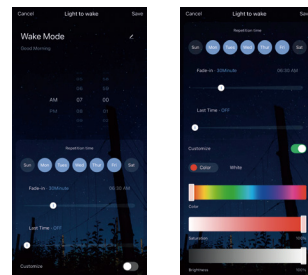 Cancel Light to wake Save
Wake Mode
Good Morning
AM 07 00
Repetition time
Sun Mon Tues Wed Thur Fri Sat
Fade-in - 30Minute 06:30 AM
Last Time - OFF
Customize
Cancel Light to wake Save
Repetition time
Sun Mon Tues Wed Thur Fri Sat
Fade-in - 30Minute 06:30 AM
Last Time - OFF
Customize
Color White
Color
Saturation
Brightness